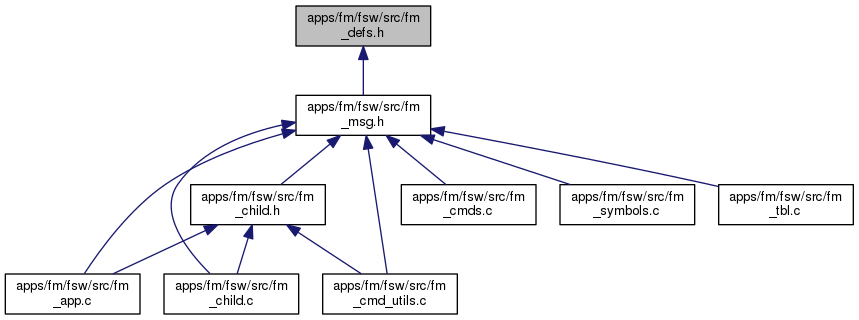 apps/fm/fsw/src/fm
_defs.h
apps/fm/fsw/src/fm
_msg.h
apps/fm/fsw/src/fm
_child.h
apps/fm/fsw/src/fm
_cmds.c
apps/fm/fsw/src/fm
_symbols.c
apps/fm/fsw/src/fm
_tbl.c
apps/fm/fsw/src/fm
_app.c
apps/fm/fsw/src/fm
_child.c
apps/fm/fsw/src/fm
_cmd_utils.c